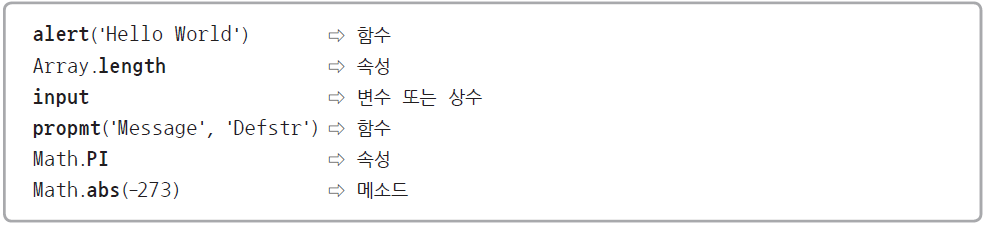 alert('Hello World') ⇨ 함수
Array.length ⇨ 속성
input ⇨ 변수 또는 상수
propmt('Message', 'Defstr') ⇨ 함수
Math.PI ⇨ 속성
Math.abs(-273) ⇨ 메소드